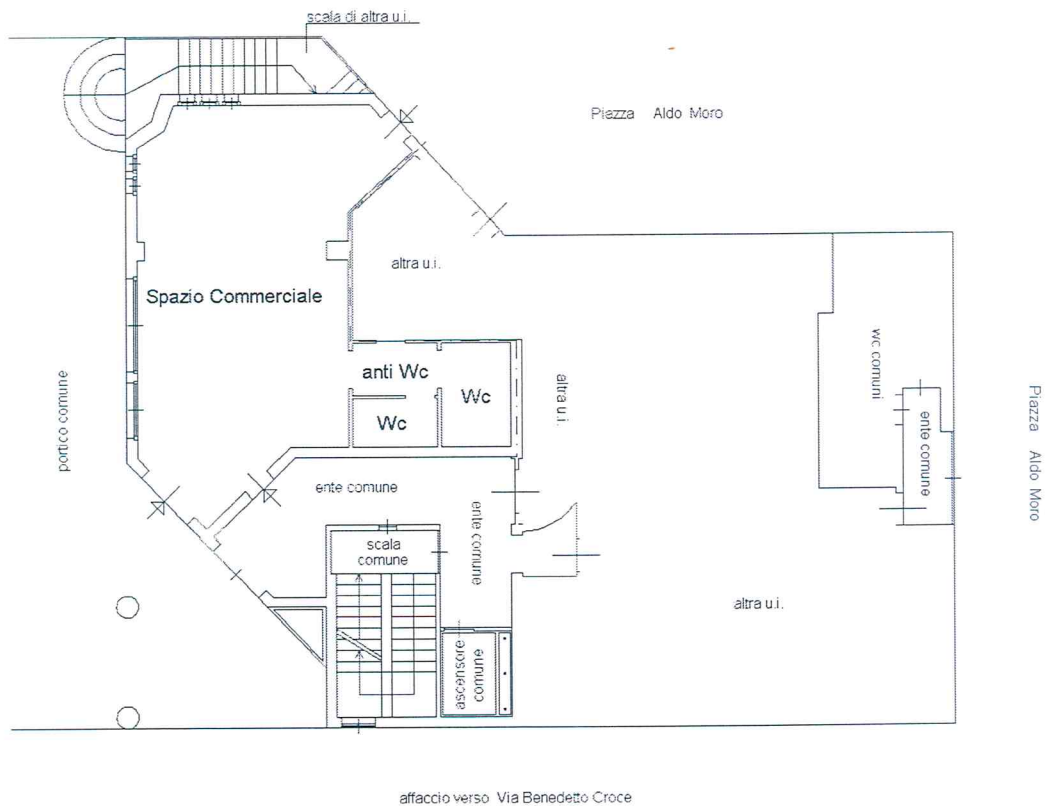 scala di altra u.i.
Piazza Aldo Moro
altra u.i.
Spazio Commerciale
wc comuni
anti Wc
Wc
Wc
altra u.i.
portico comune
ente comune
Piazza Aldo Moro
ente comune
ente comune
scala
comune
altra u.i.
ascensore
comune
affaccio verso Via Benedetto Croce